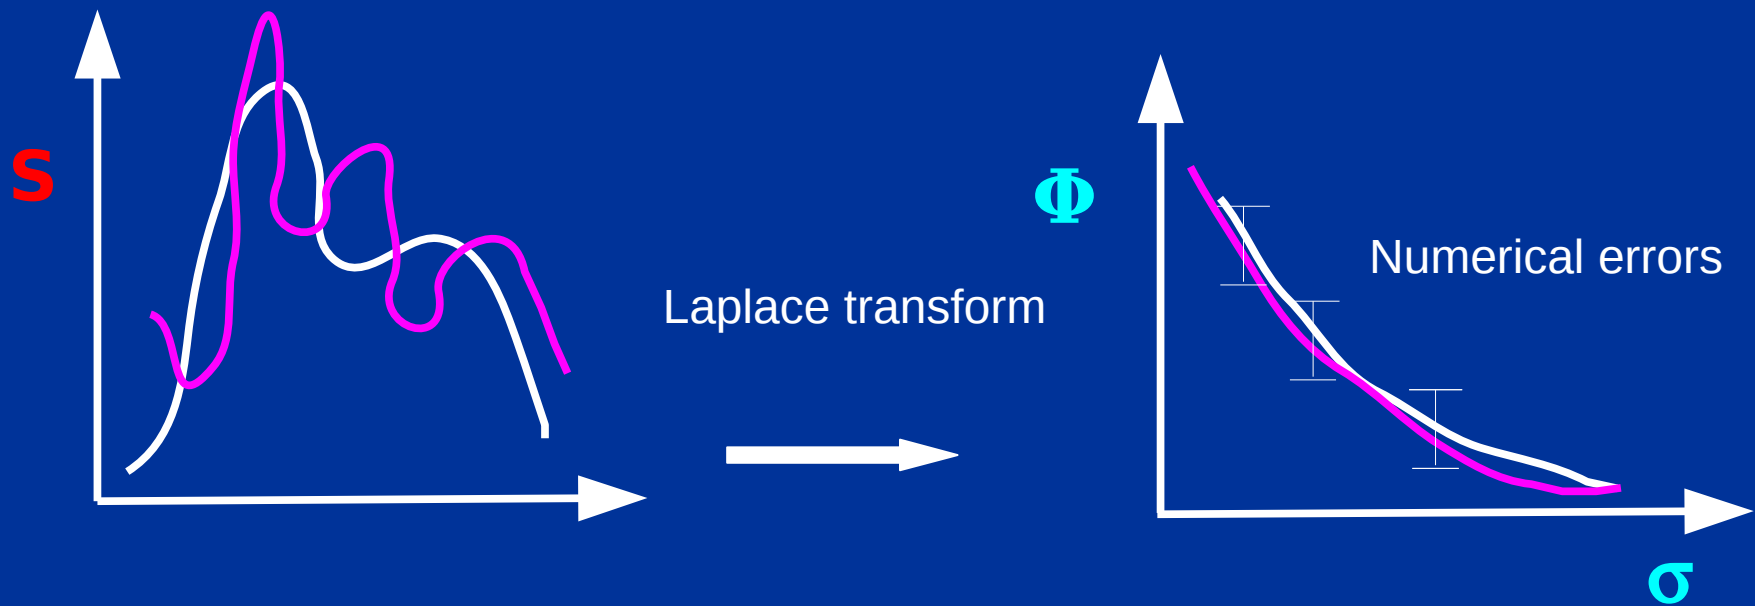 S
Laplace transform
Φ
Numerical errors
σ